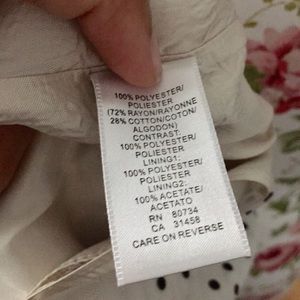 100% POLYESTER/
POLIESTER
(72% RAYON/RAYONNE
28% COTTON/COTON/
ALGODON)
CONTRAST:
100% POLYESTER/
POLIESTER
LINING1:
100% POLYESTER/
POLIESTER
LINING2:
100% ACETATE/
ACETATO
RN 80734
CA 31458
CARE ON REVERSE